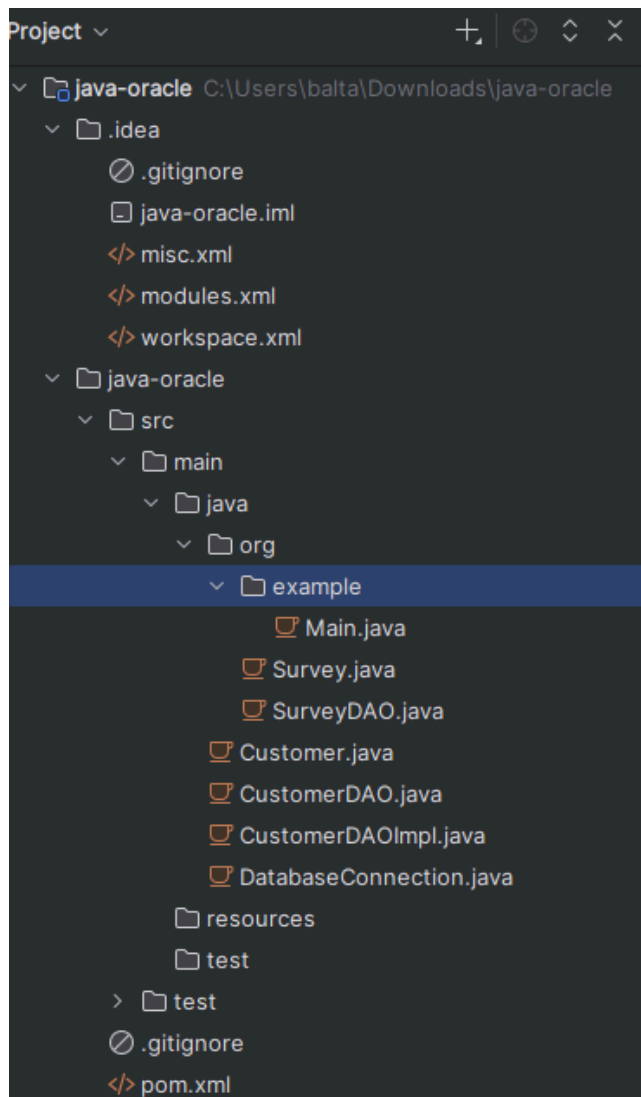 Project
java-oracle C:\Users\balta\Downloads\java-oracle
.idea
.gitignore
java-oracle.iml
misc.xml
modules.xml
workspace.xml
java-oracle
src
main
java
org
example
Main.java
Survey.java
SurveyDAO.java
Customer.java
CustomerDAO.java
CustomerDAOImpl.java
DatabaseConnection.java
resources
test
test
.gitignore
pom.xml